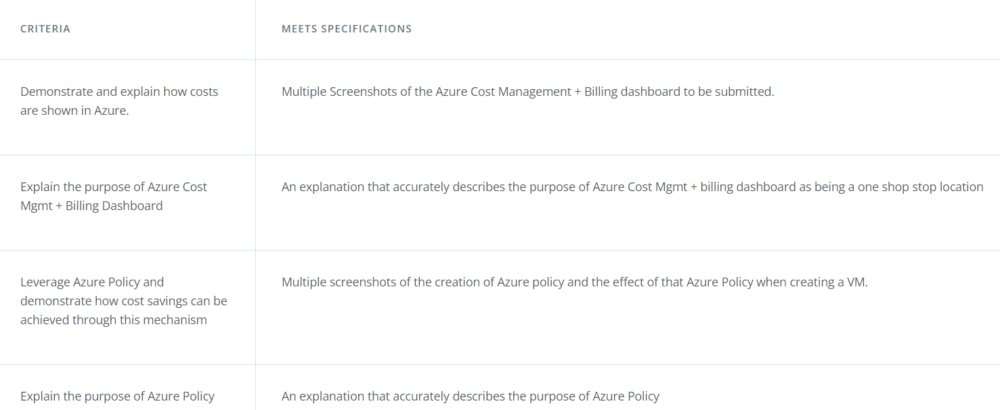 CRITERIA
MEETS SPECIFICATIONS
Demonstrate and explain how costs
are shown in Azure.
Multiple Screenshots of the Azure Cost Management + Billing dashboard to be submitted.
Explain the purpose of Azure Cost
Mgmt + Billing Dashboard
An explanation that accurately describes the purpose of Azure Cost Mgmt + billing dashboard as being a one shop stop location
Leverage Azure Policy and
demonstrate how cost savings can be
achieved through this mechanism
Multiple screenshots of the creation of Azure policy and the effect of that Azure Policy when creating a VM.
Explain the purpose of Azure Policy
An explanation that accurately describes the purpose of Azure Policy